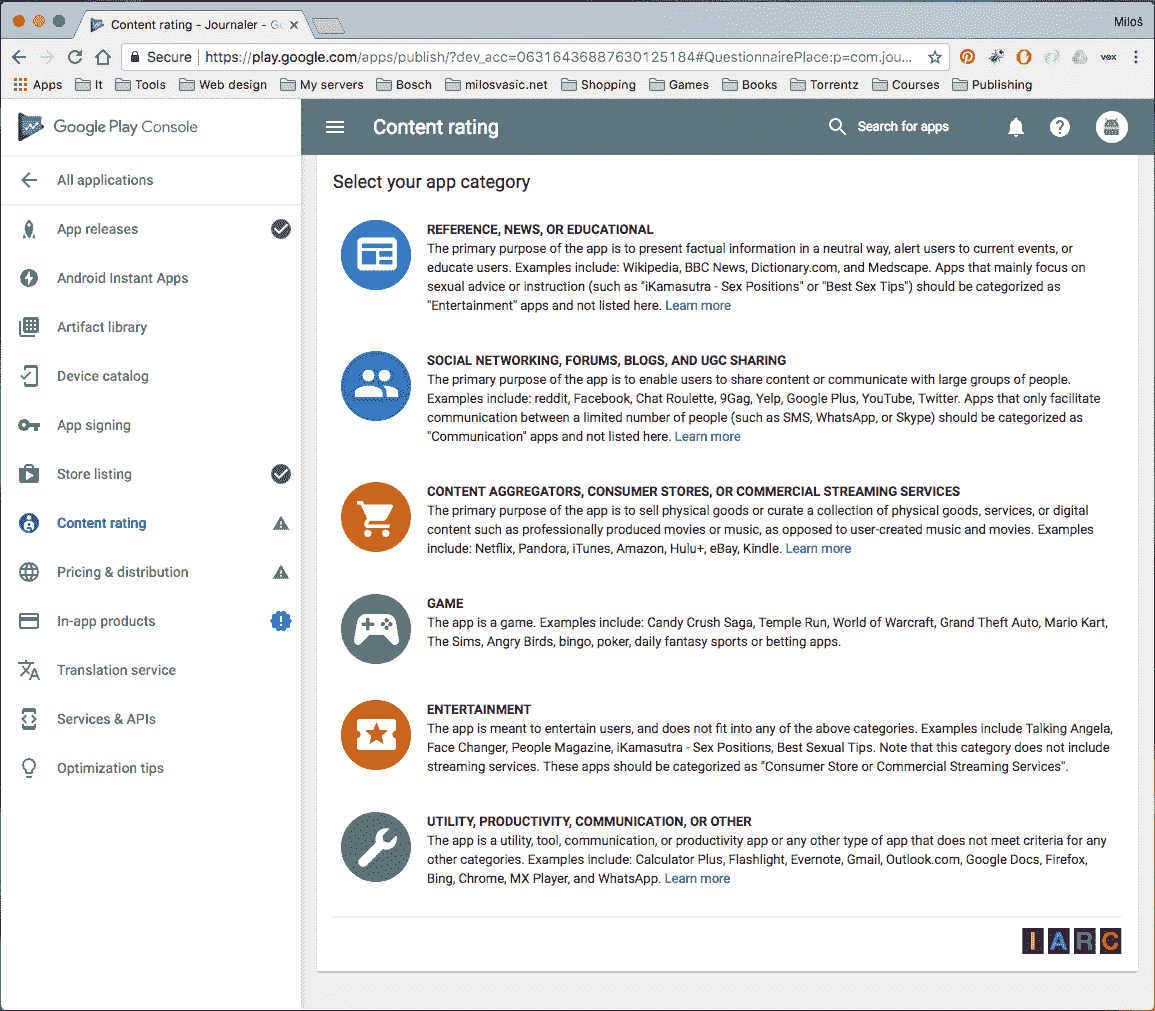 Content rating - Journaler - Go
Miloš
Secure https://play.google.com/apps/publish/?dev_acc=06316436887630125184#QuestionnairePlace:p=com.jou...
vox
Apps It Tools Web design My servers Bosch milosvasic.net Shopping Games Books Torrentz Courses Publishing
Google Play Console
Content rating
Search for apps
All applications
App releases
Android Instant Apps
Artifact library
Device catalog
App signing
Store listing
Content rating
Pricing & distribution
In-app products
Translation service
Services & APIs
Optimization tips
Select your app category
REFERENCE, NEWS, OR EDUCATIONAL
The primary purpose of the app is to present factual information in a neutral way, alert users to current events, or
educate users. Examples include: Wikipedia, BBC News, Dictionary.com, and Medscape. Apps that mainly focus on
sexual advice or instruction (such as "iKamasutra - Sex Positions" or "Best Sex Tips") should be categorized as
"Entertainment" apps and not listed here. Learn more
SOCIAL NETWORKING, FORUMS, BLOGS, AND UGC SHARING
The primary purpose of the app is to enable users to share content or communicate with large groups of people.
Examples include: reddit, Facebook, Chat Roulette, 9Gag, Yelp, Google Plus, YouTube, Twitter. Apps that only facilitate
communication between a limited number of people (such as SMS, WhatsApp, or Skype) should be categorized as
"Communication" apps and not listed here. Learn more
CONTENT AGGREGATORS, CONSUMER STORES, OR COMMERCIAL STREAMING SERVICES
The primary purpose of the app is to sell physical goods or curate a collection of physical goods, services, or digital
content such as professionally produced movies or music, as opposed to user-created music and movies. Examples
include: Netflix, Pandora, iTunes, Amazon, Hulu+, eBay, Kindle. Learn more
GAME
The app is a game. Examples include: Candy Crush Saga, Temple Run, World of Warcraft, Grand Theft Auto, Mario Kart,
The Sims, Angry Birds, bingo, poker, daily fantasy sports or betting apps.
ENTERTAINMENT
The app is meant to entertain users, and does not fit into any of the above categories. Examples include Talking Angela,
Face Changer, People Magazine, iKamasutra - Sex Positions, Best Sexual Tips. Note that this category does not include
streaming services. These apps should be categorized as "Consumer Store or Commercial Streaming Services".
UTILITY, PRODUCTIVITY, COMMUNICATION, OR OTHER
The app is a utility, tool, communication, or productivity app or any other type of app that does not meet criteria for any
other categories. Examples include: Calculator Plus, Flashlight, Evernote, Gmail, Outlook.com, Google Docs, Firefox,
Bing, Chrome, MX Player, and WhatsApp. Learn more
IARC